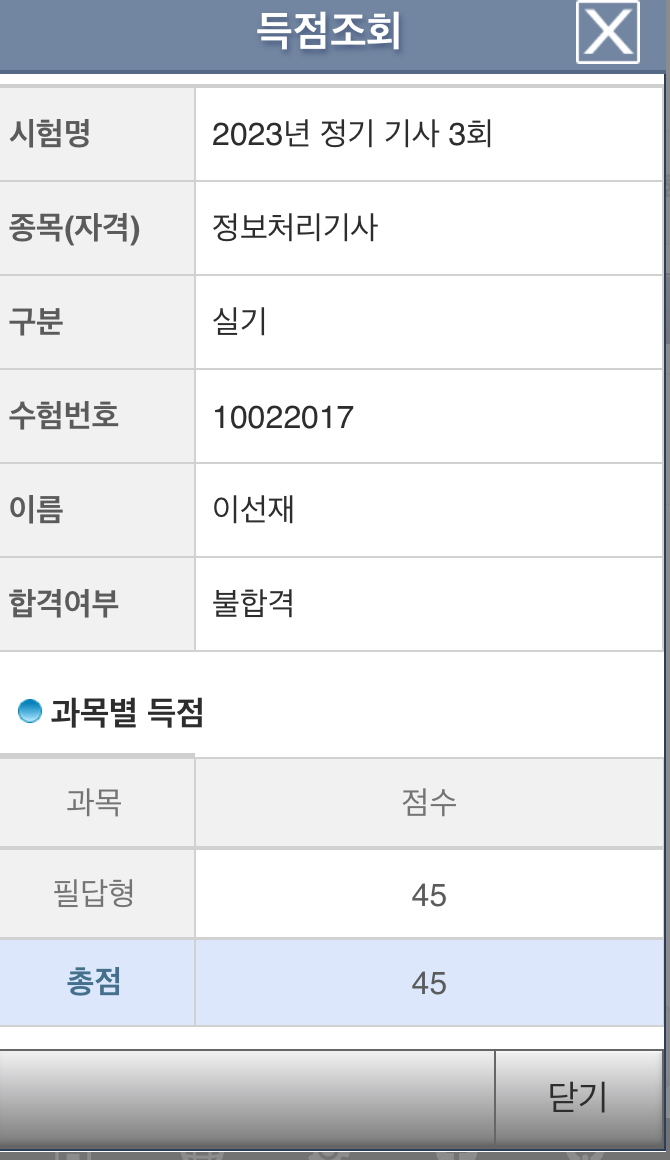 득점조회
시험명 2023년 정기 기사 3회
종목(자격) 정보처리기사
구분 실기
수험번호 10022017
이름 이선재
합격여부 불합격
과목별 득점
과목 점수
필답형 45
총점 45
닫기